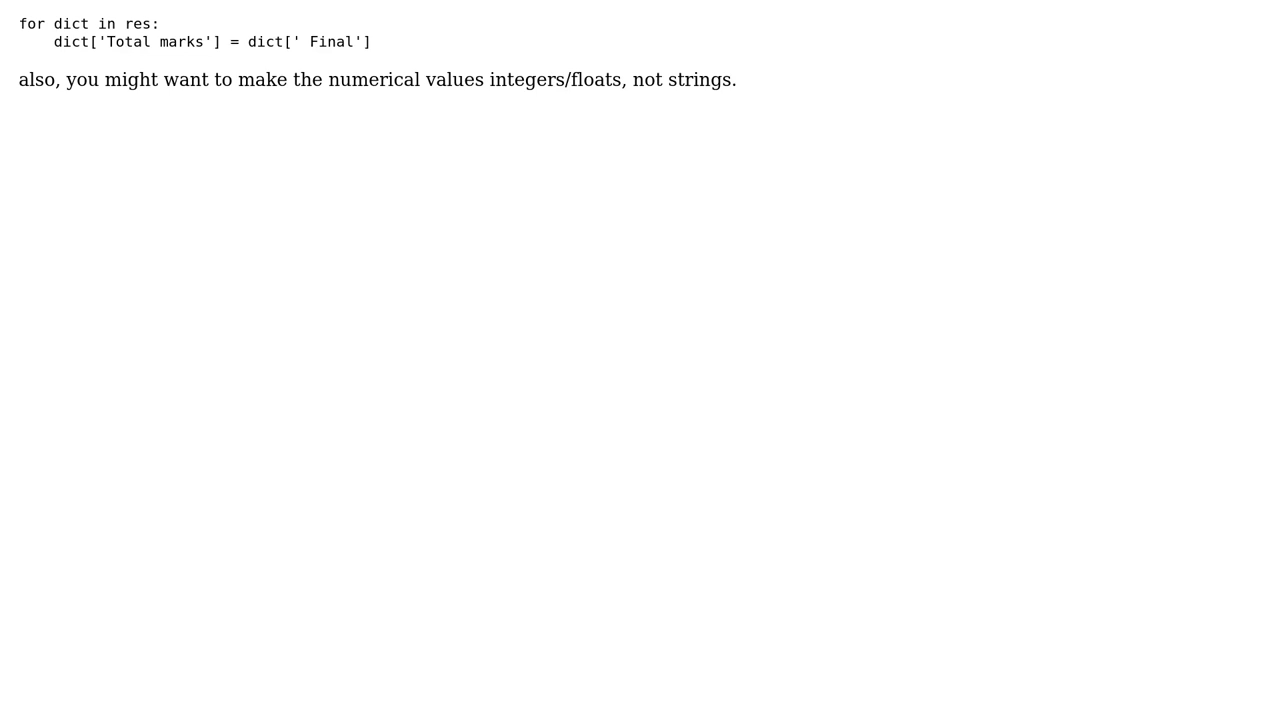 for dict in res:
    dict['Total marks'] = dict[' Final']
also, you might want to make the numerical values integers/floats, not strings.